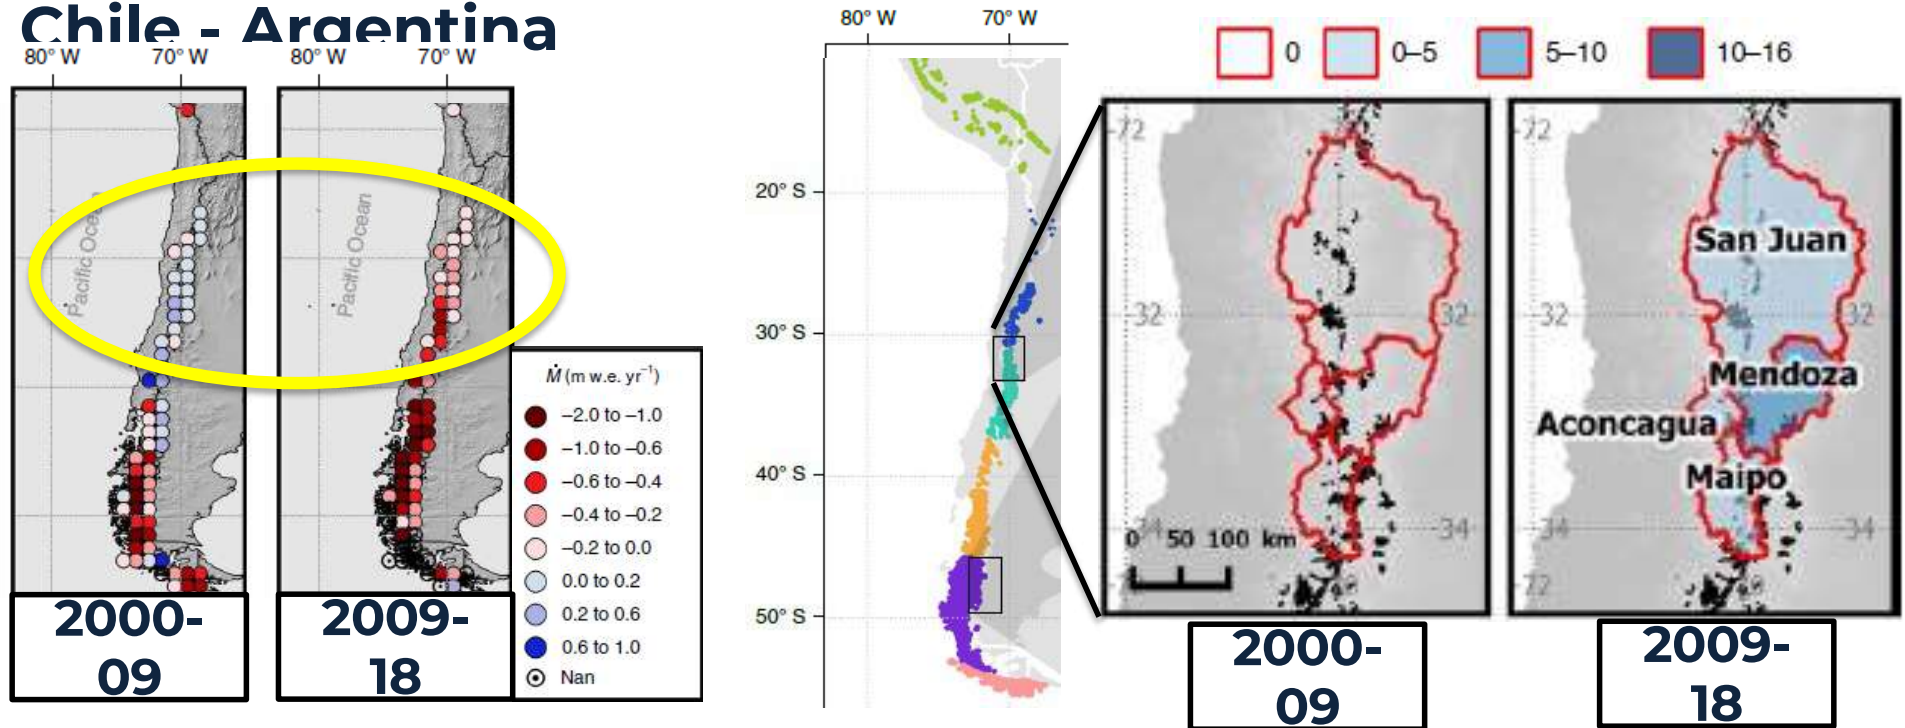 Chile - Argentina
80° W 70° W
80° W 70° W
Pacific Ocean
Pacific Ocean
2000-
09
2009-
18
Ṁ (m w.e. yr⁻¹)
−2.0 to −1.0
−1.0 to −0.6
−0.6 to −0.4
−0.4 to −0.2
−0.2 to 0.0
0.0 to 0.2
0.2 to 0.6
0.6 to 1.0
Nan
80° W 70° W
20° S
30° S
40° S
50° S
0 0–5 5–10 10–16
-72
-32 -32
-34 -34
0 50 100 km
2000-
09
-72
San Juan
-32 -32
Mendoza
Aconcagua
Maipo
-34 -34
-72
2009-
18